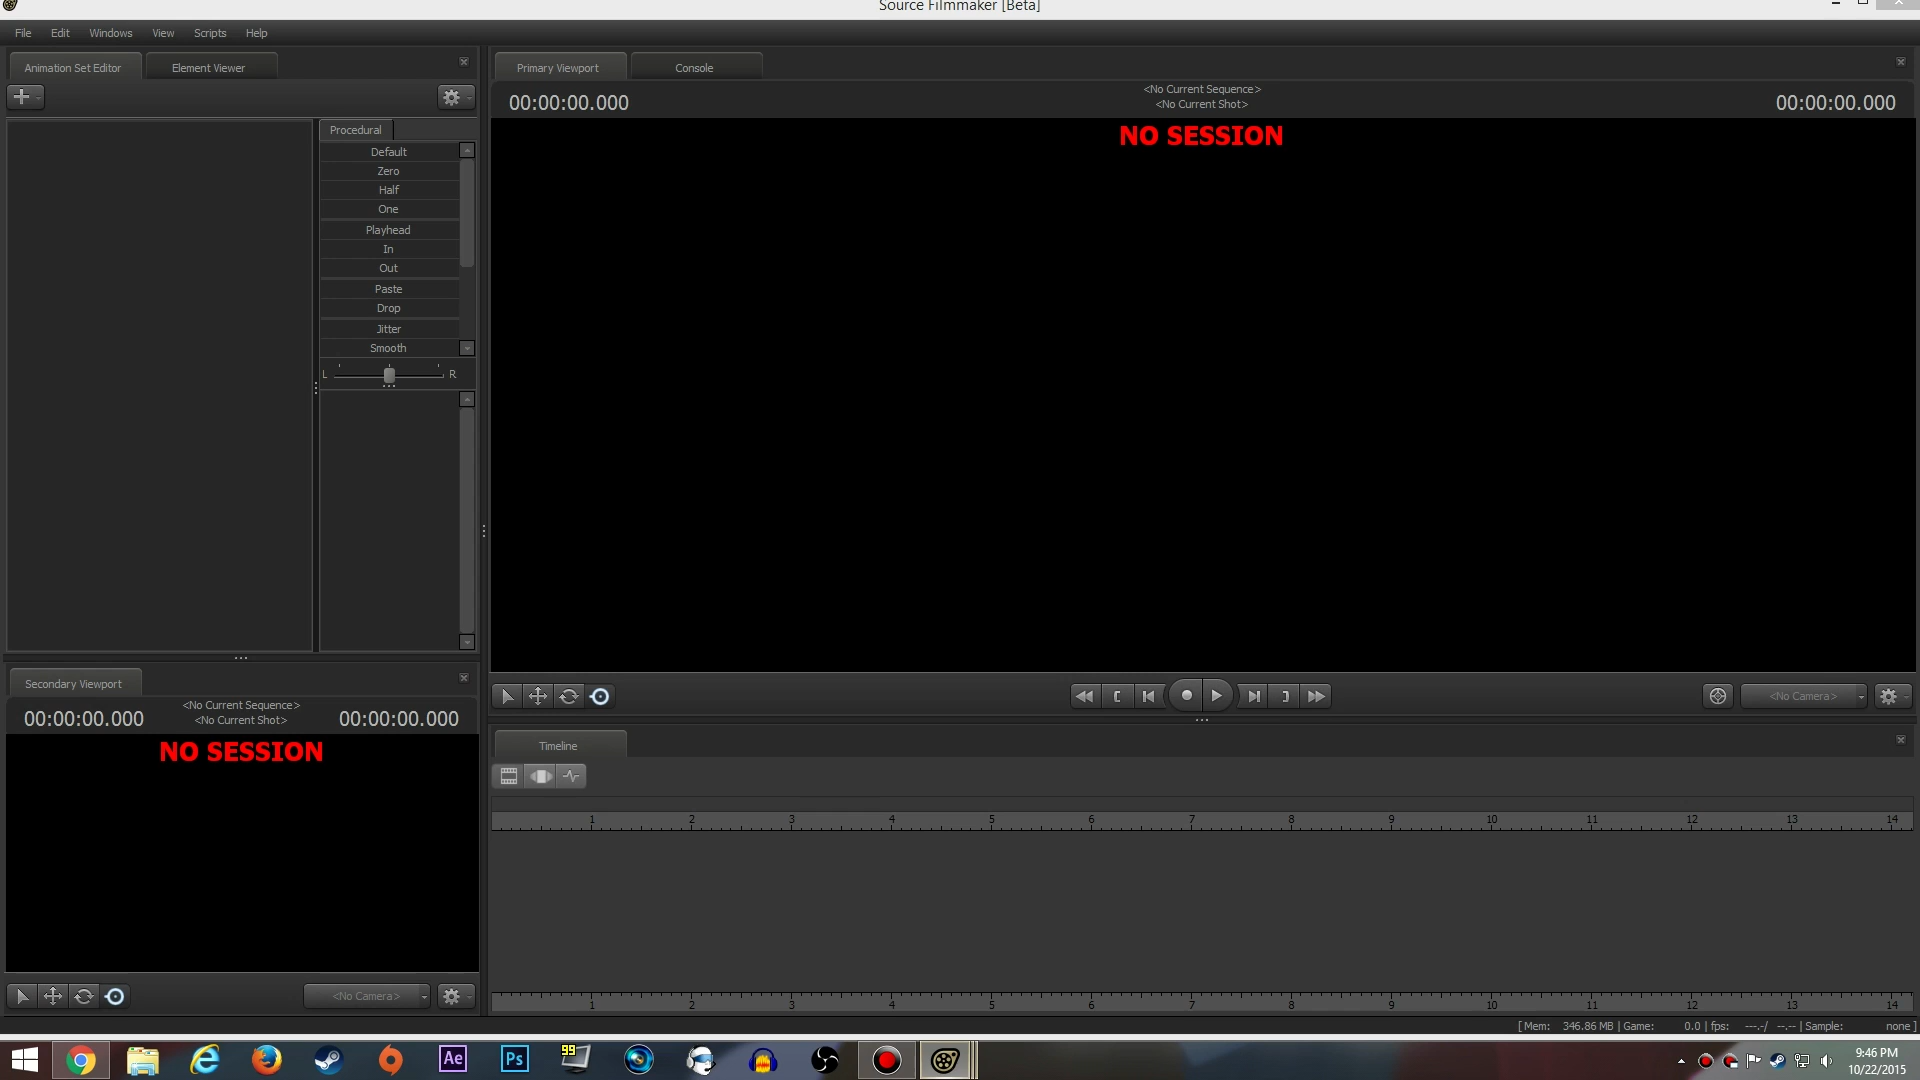 Source Filmmaker [Beta]
File Edit Windows View Scripts Help
Animation Set Editor Element Viewer
Procedural
Default
Zero
Half
One
Playhead
In
Out
Paste
Drop
Jitter
Smooth
L R
Primary Viewport Console
00:00:00.000 <No Current Sequence> 00:00:00.000
<No Current Shot>
NO SESSION
<No Camera>
Secondary Viewport
00:00:00.000 <No Current Sequence> 00:00:00.000
<No Current Shot>
NO SESSION
<No Camera>
Timeline
1 2 3 4 5 6 7 8 9 10 11 12 13 14
1 2 3 4 5 6 7 8 9 10 11 12 13 14
[ Mem: 346.86 MB | Game: 0.0 | fps: ---.-/ --.-- | Sample: none ]
Ae Ps 99
9:46 PM
10/22/2015